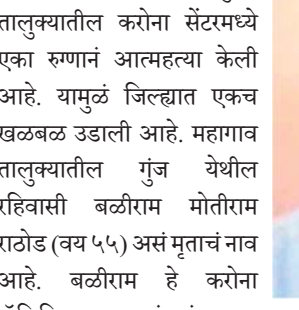 तालुक्यातील करोना सेंटरमध्ये
एका रुग्णानं आत्महत्या केली
आहे. यामुळं जिल्ह्यात एकच
खळबळ उडाली आहे. महागाव
तालुक्यातील गुंज येथील
रहिवासी बळीराम मोतीराम
राठोड (वय ५५) असं मृताचं नाव
आहे. बळीराम हे करोना